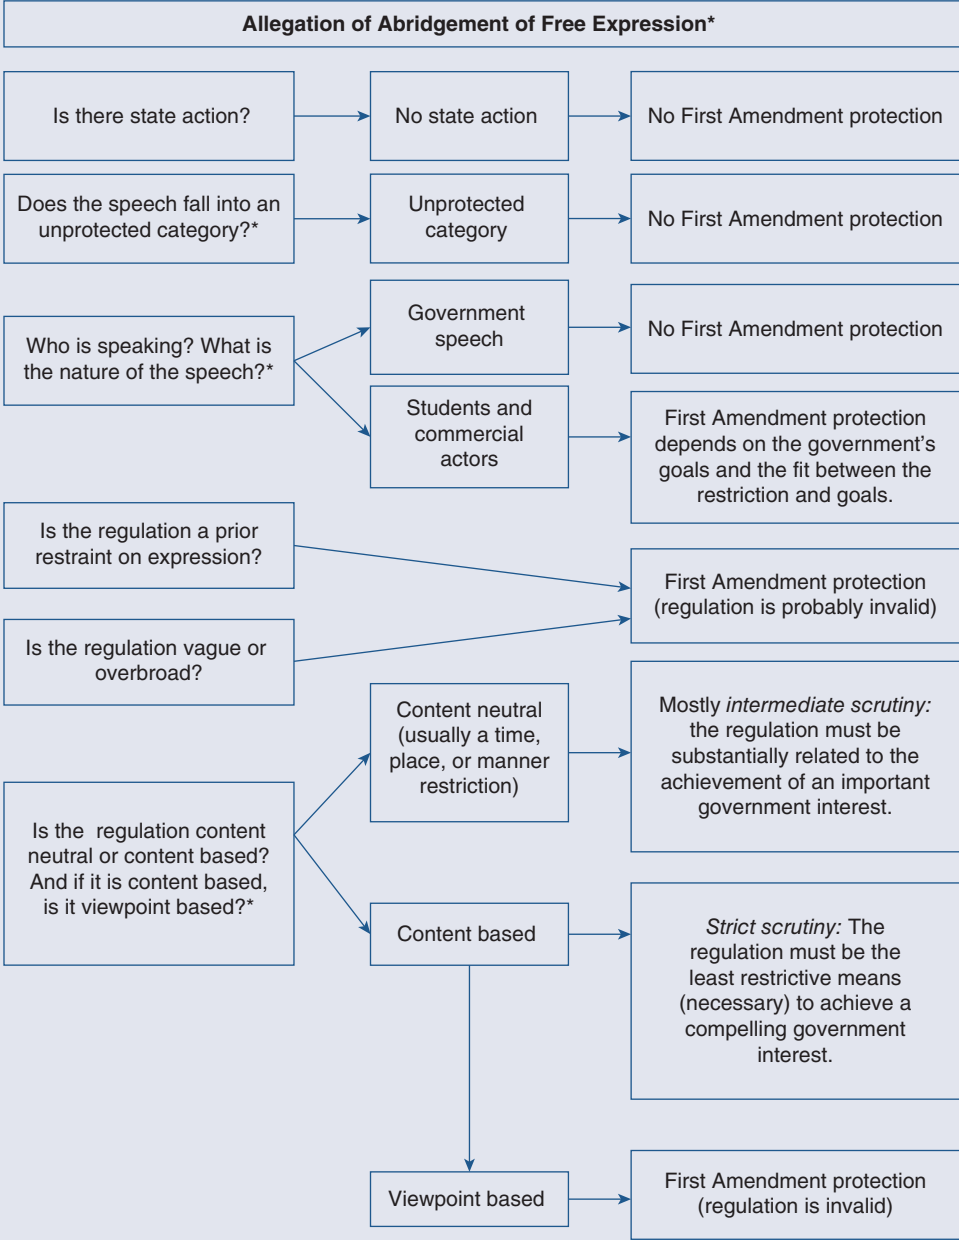 Allegation of Abridgement of Free Expression*
Is there state action?
No state action
No First Amendment protection
Does the speech fall into an
unprotected category?*
Unprotected
category
No First Amendment protection
Who is speaking? What is
the nature of the speech?*
Government
speech
No First Amendment protection
Students and
commercial
actors
First Amendment protection
depends on the government’s
goals and the fit between the
restriction and goals.
Is the regulation a prior
restraint on expression?
First Amendment protection
(regulation is probably invalid)
Is the regulation vague or
overbroad?
Is the regulation content
neutral or content based?
And if it is content based,
is it viewpoint based?*
Content neutral
(usually a time,
place, or manner
restriction)
Mostly intermediate scrutiny:
the regulation must be
substantially related to the
achievement of an important
government interest.
Content based
Strict scrutiny: The
regulation must be the
least restrictive means
(necessary) to achieve a
compelling government
interest.
Viewpoint based
First Amendment protection
(regulation is invalid)